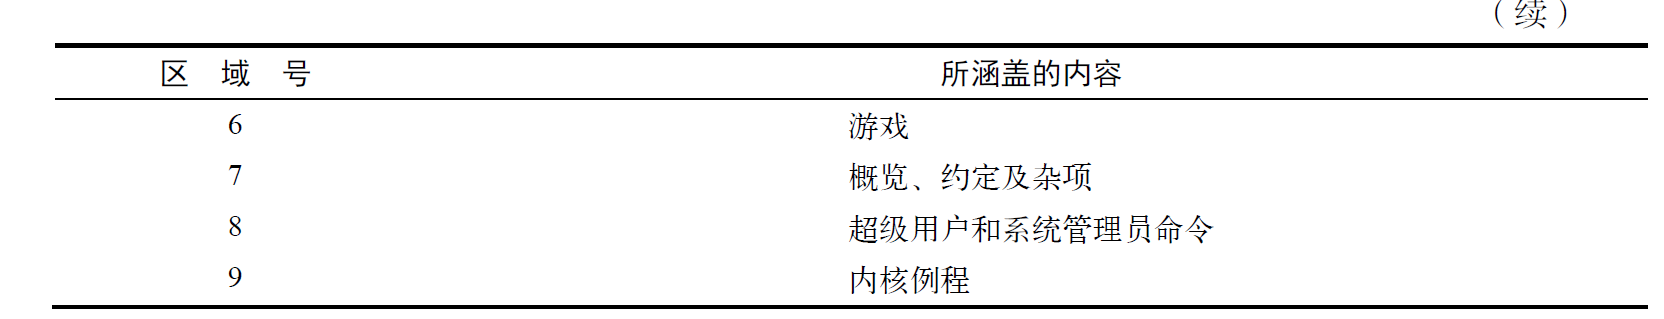 （续）
区 域 号 所涵盖的内容
6 游戏
7 概览、约定及杂项
8 超级用户和系统管理员命令
9 内核例程